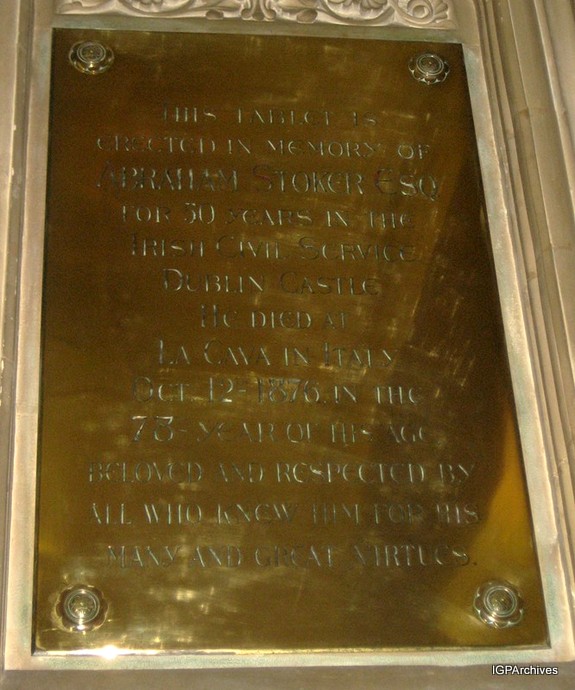 THIS TABLET IS
ERECTED IN MEMORY OF
ABRAHAM STOKER ESQ
FOR 50 YEARS IN THE
IRISH CIVIL SERVICE
DUBLIN CASTLE
HE DIED AT
LA CAVA IN ITALY
OCT. 12-1876. IN THE
78-YEAR OF HIS AGE
BELOVED AND RESPECTED BY
ALL WHO KNEW HIM FOR HIS
MANY AND GREAT VIRTUES.
IGPArchives